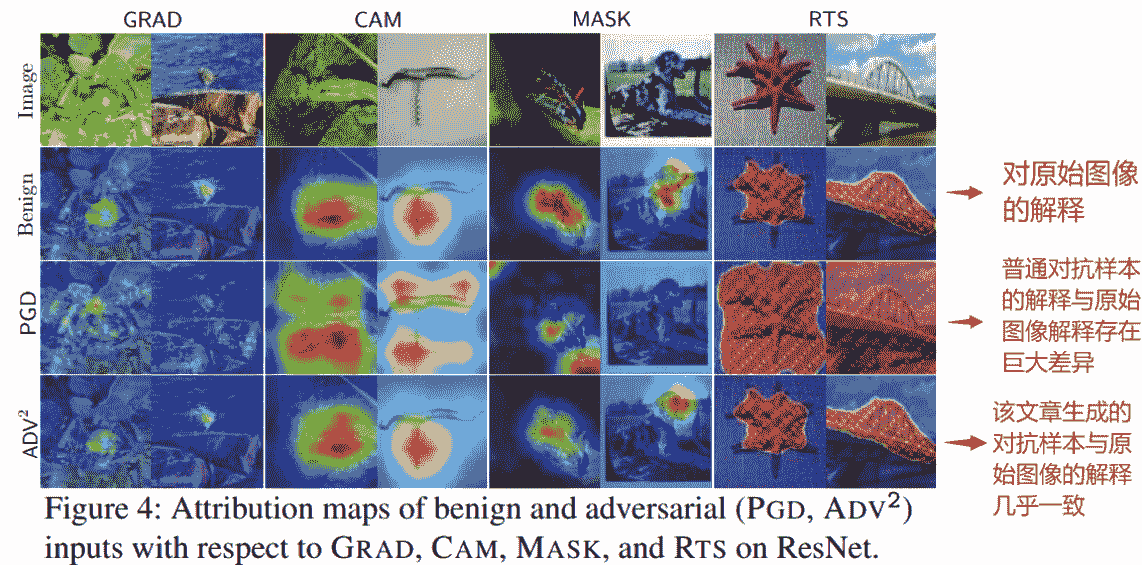 GRAD CAM MASK RTS
Image
Benign
对原始图像
的解释
PGD
普通对抗样本
的解释与原始
图像解释存在
巨大差异
ADV²
该文章生成的
对抗样本与原
始图像的解释
几乎一致
Figure 4: Attribution maps of benign and adversarial (PGD, ADV²)
inputs with respect to GRAD, CAM, MASK, and RTS on ResNet.